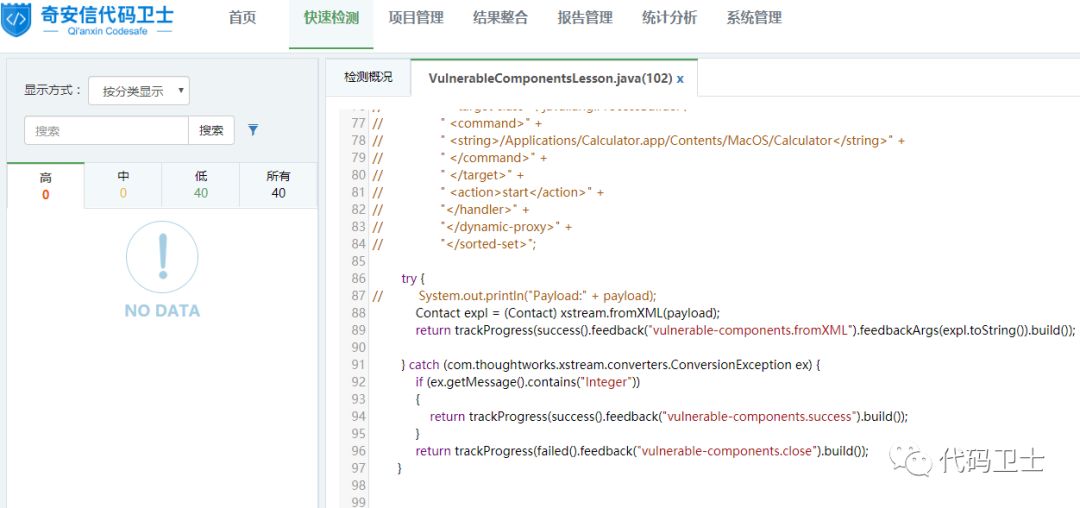 奇安信代码卫士
Qi'anxin Codesafe
首页 快速检测 项目管理 结果整合 报告管理 统计分析 系统管理
显示方式： 按分类显示
搜索 搜索
高 中 低 所有
0 0 40 40
NO DATA
检测概况 VulnerableComponentsLesson.java(102) x
77 // " <command>" +
78 // " <string>/Applications/Calculator.app/Contents/MacOS/Calculator</string>" +
79 // " </command>" +
80 // " </target>" +
81 // " <action>start</action>" +
82 // "</handler>" +
83 // "</dynamic-proxy>" +
84 // "</sorted-set>";
85
86 try {
87 // System.out.println("Payload:" + payload);
88 Contact expl = (Contact) xstream.fromXML(payload);
89 return trackProgress(success().feedback("vulnerable-components.fromXML").feedbackArgs(expl.toString()).build());
90
91 } catch (com.thoughtworks.xstream.converters.ConversionException ex) {
92 if (ex.getMessage().contains("Integer"))
93 {
94 return trackProgress(success().feedback("vulnerable-components.success").build());
95 }
96 return trackProgress(failed().feedback("vulnerable-components.close").build());
97 }
98
99
代码卫士